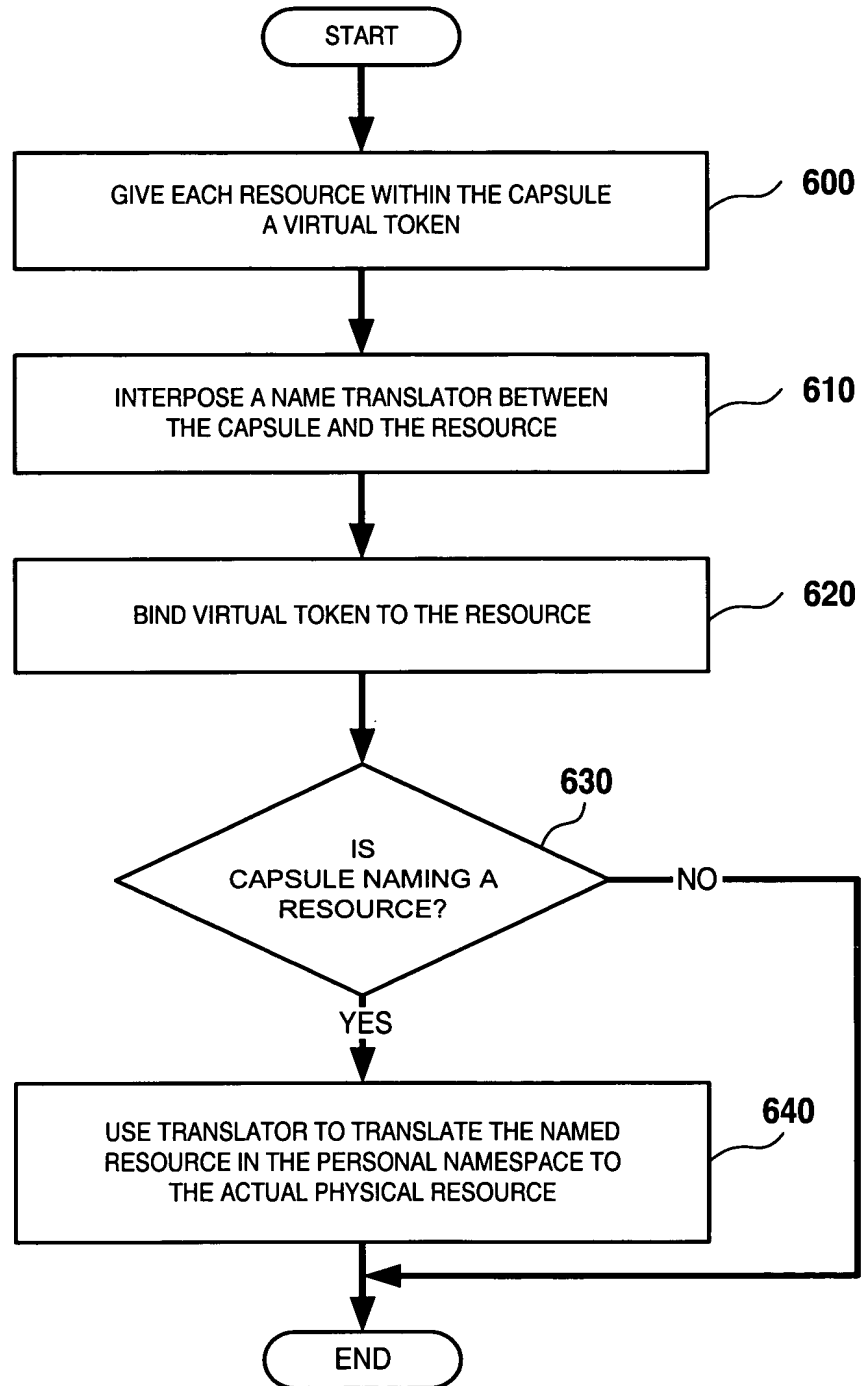 START
GIVE EACH RESOURCE WITHIN THE CAPSULE
A VIRTUAL TOKEN
600
INTERPOSE A NAME TRANSLATOR BETWEEN
THE CAPSULE AND THE RESOURCE
610
BIND VIRTUAL TOKEN TO THE RESOURCE
620
630
IS
CAPSULE NAMING A
RESOURCE?
NO
YES
USE TRANSLATOR TO TRANSLATE THE NAMED
RESOURCE IN THE PERSONAL NAMESPACE TO
THE ACTUAL PHYSICAL RESOURCE
640
END